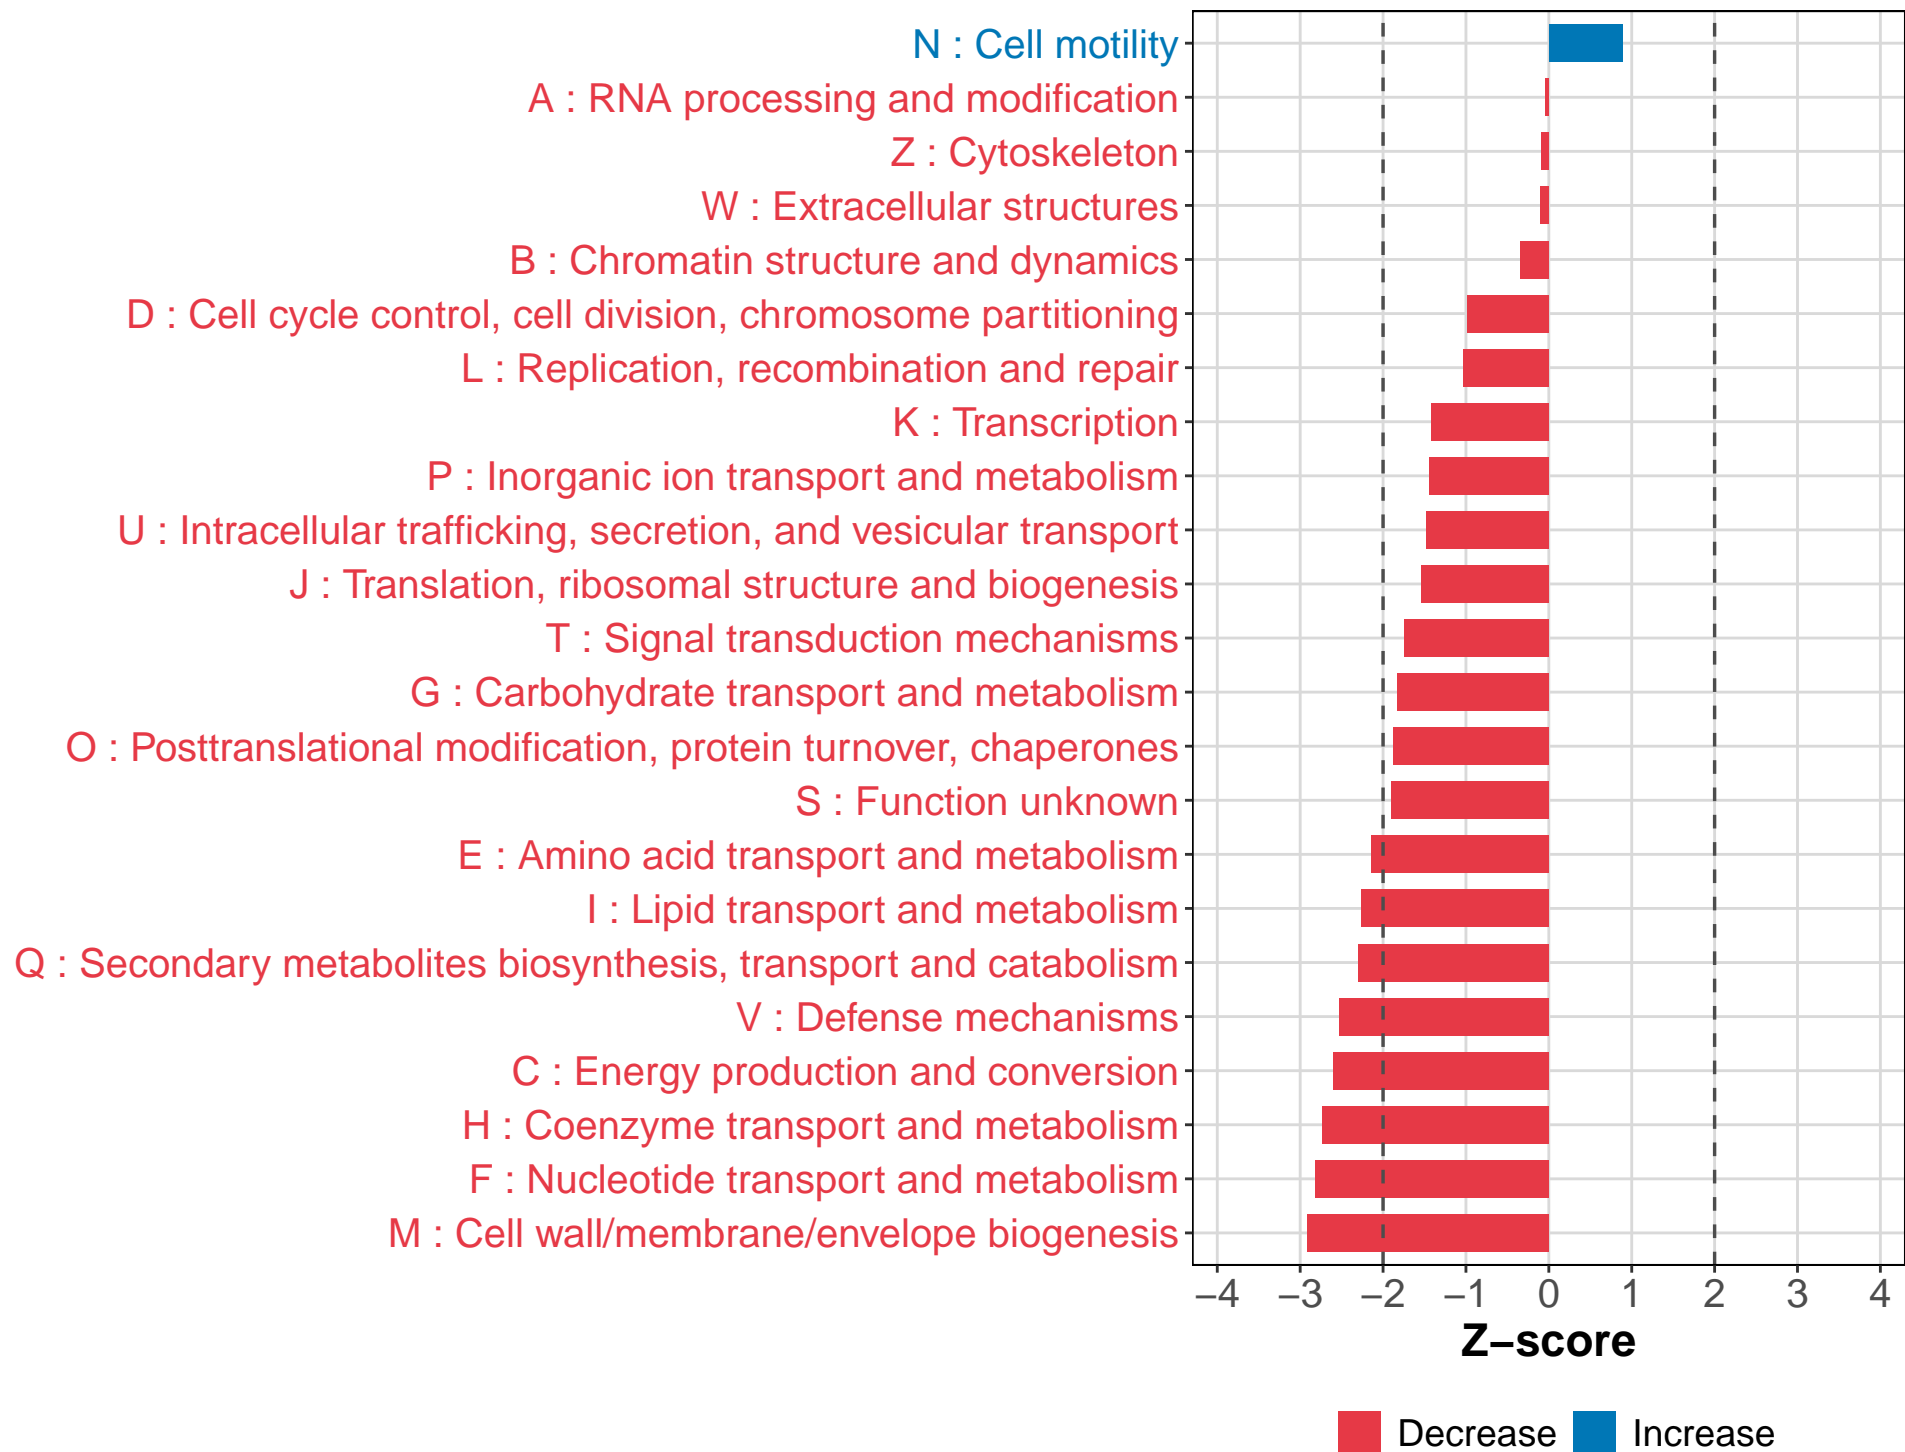 N : Cell motility
A : RNA processing and modification
Z : Cytoskeleton
W : Extracellular structures
B : Chromatin structure and dynamics
D : Cell cycle control, cell division, chromosome partitioning
L : Replication, recombination and repair
K : Transcription
P : Inorganic ion transport and metabolism
U : Intracellular trafficking, secretion, and vesicular transport
J : Translation, ribosomal structure and biogenesis
T : Signal transduction mechanisms
G : Carbohydrate transport and metabolism
O : Posttranslational modification, protein turnover, chaperones
S : Function unknown
E : Amino acid transport and metabolism
I : Lipid transport and metabolism
Q : Secondary metabolites biosynthesis, transport and catabolism
V : Defense mechanisms
C : Energy production and conversion
H : Coenzyme transport and metabolism
F : Nucleotide transport and metabolism
M : Cell wall/membrane/envelope biogenesis
−4 −3 −2 −1 0 1 2 3 4
Z−score
Decrease Increase